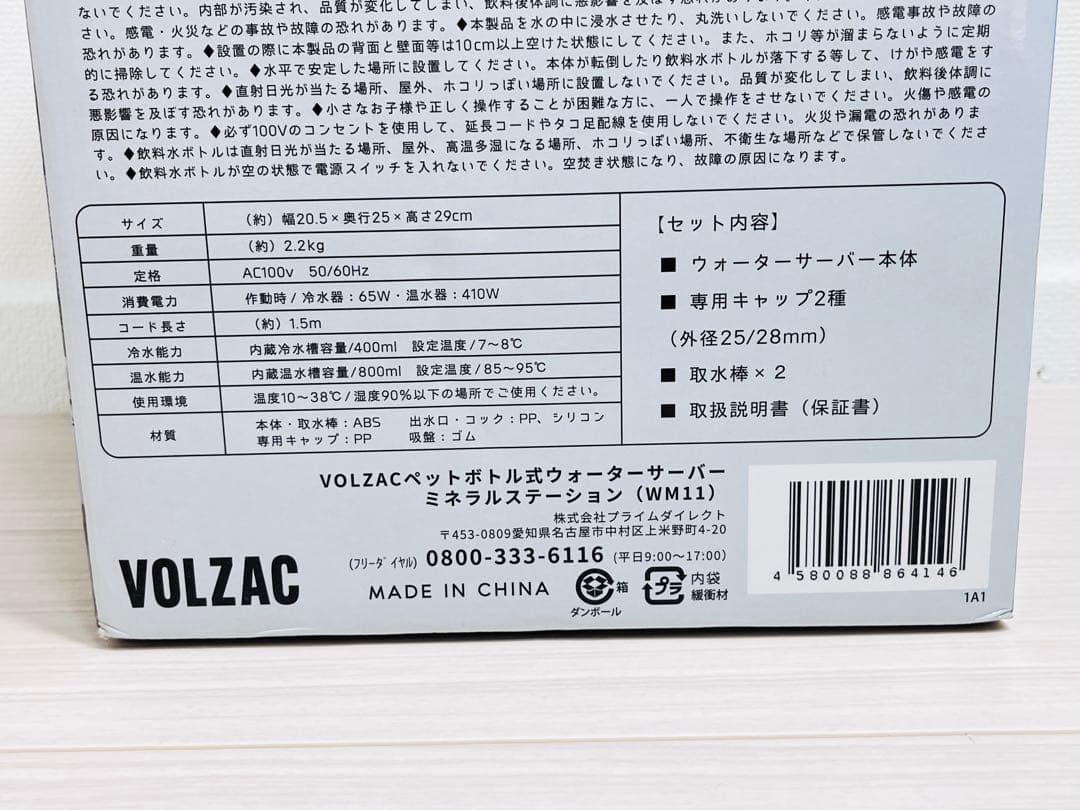 ないでください。内部が汚染され、品質が変化してしまい、飲料後体調に悪影響を及ぼす恐れがありま
す。感電・火災などの事故や故障の恐れがあります。♦本製品を水の中に浸水させたり、丸洗いしないでください。感電事故や故障の
恐れがあります。♦設置の際に本製品の背面と壁面等は10cm以上空けた状態にしてください。また、ホコリ等が溜まらないように定期
的に掃除してください。♦水平で安定した場所に設置してください。本体が転倒したり飲料水ボトルが落下する等して、けがや感電をす
る恐れがあります。♦直射日光が当たる場所、屋外、ホコリっぽい場所に設置しないでください。品質が変化してしまい、飲料後体調に
悪影響を及ぼす恐れがあります。♦小さなお子様や正しく操作することが困難な方に、一人で操作をさせないでください。火傷や感電の
原因になります。♦必ず100Vのコンセントを使用して、延長コードやタコ足配線を使用しないでください。火災や漏電の恐れがありま
す。♦飲料水ボトルは直射日光が当たる場所、屋外、高温多湿になる場所、ホコリっぽい場所、不衛生な場所などで保管しないでくださ
い。♦飲料水ボトルが空の状態で電源スイッチを入れないでください。空焚き状態になり、故障の原因になります。
サイズ （約）幅20.5×奥行25×高さ29cm
重量 （約）2.2kg
定格 AC100v 50/60Hz
消費電力 作動時/冷水器：65W・温水器：410W
コード長さ （約）1.5m
冷水能力 内蔵冷水槽容量/400ml 設定温度/7〜8℃
温水能力 内蔵温水槽容量/800ml 設定温度/85〜95℃
使用環境 温度10〜38℃/湿度90%以下の場所でご使用ください。
材質 本体・取水棒：ABS 出水口・コック：PP、シリコン
専用キャップ：PP 吸盤：ゴム
【セット内容】
■ ウォーターサーバー本体
■ 専用キャップ2種
（外径25/28mm）
■ 取水棒×2
■ 取扱説明書（保証書）
VOLZACペットボトル式ウォーターサーバー
ミネラルステーション（WM11）
株式会社プライムダイレクト
〒453-0809愛知県名古屋市中村区上米野町4-20
(フリーダイヤル) 0800-333-6116 （平日9:00〜17:00）
VOLZAC
MADE IN CHINA
箱
ダンボール
プラ
内袋
緩衝材
4 580088 864146
1A1